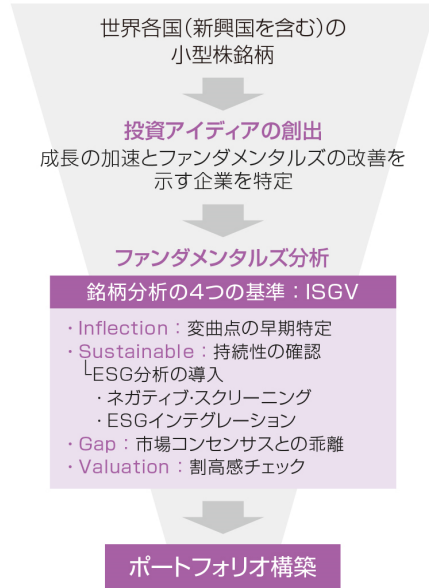 世界各国(新興国を含む)の
小型株銘柄
投資アイディアの創出
成長の加速とファンダメンタルズの改善を
示す企業を特定
ファンダメンタルズ分析
銘柄分析の4つの基準：ISGV
・Inflection：変曲点の早期特定
・Sustainable：持続性の確認
└ESG分析の導入
・ネガティブ・スクリーニング
・ESGインテグレーション
・Gap：市場コンセンサスとの乖離
・Valuation：割高感チェック
ポートフォリオ構築